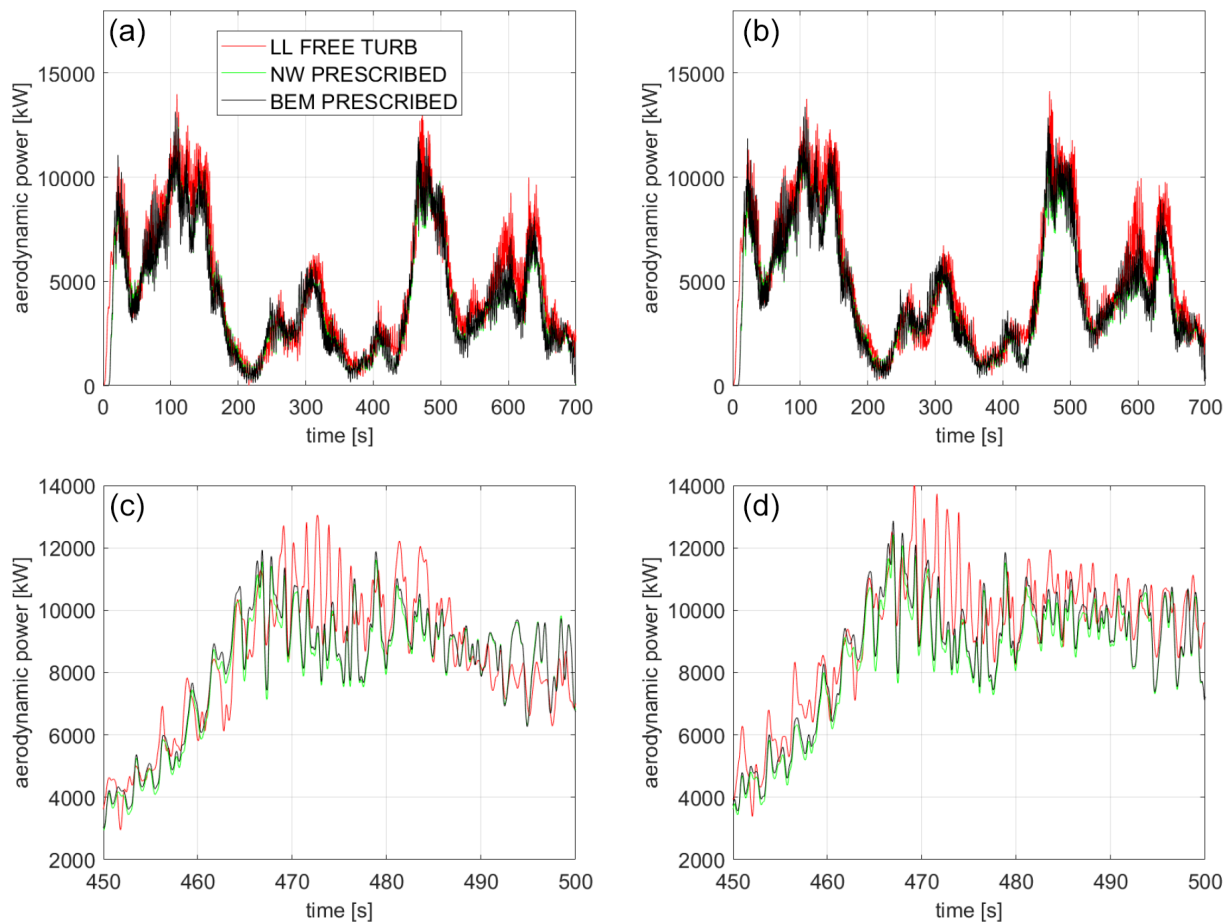 (a)
LL FREE TURB
NW PRESCRIBED
BEM PRESCRIBED
aerodynamic power [kW]
15000
10000
5000
0
0 100 200 300 400 500 600 700
time [s]
(b)
aerodynamic power [kW]
15000
10000
5000
0
0 100 200 300 400 500 600 700
time [s]
(c)
aerodynamic power [kW]
14000
12000
10000
8000
6000
4000
2000
450 460 470 480 490 500
time [s]
(d)
aerodynamic power [kW]
14000
12000
10000
8000
6000
4000
2000
450 460 470 480 490 500
time [s]